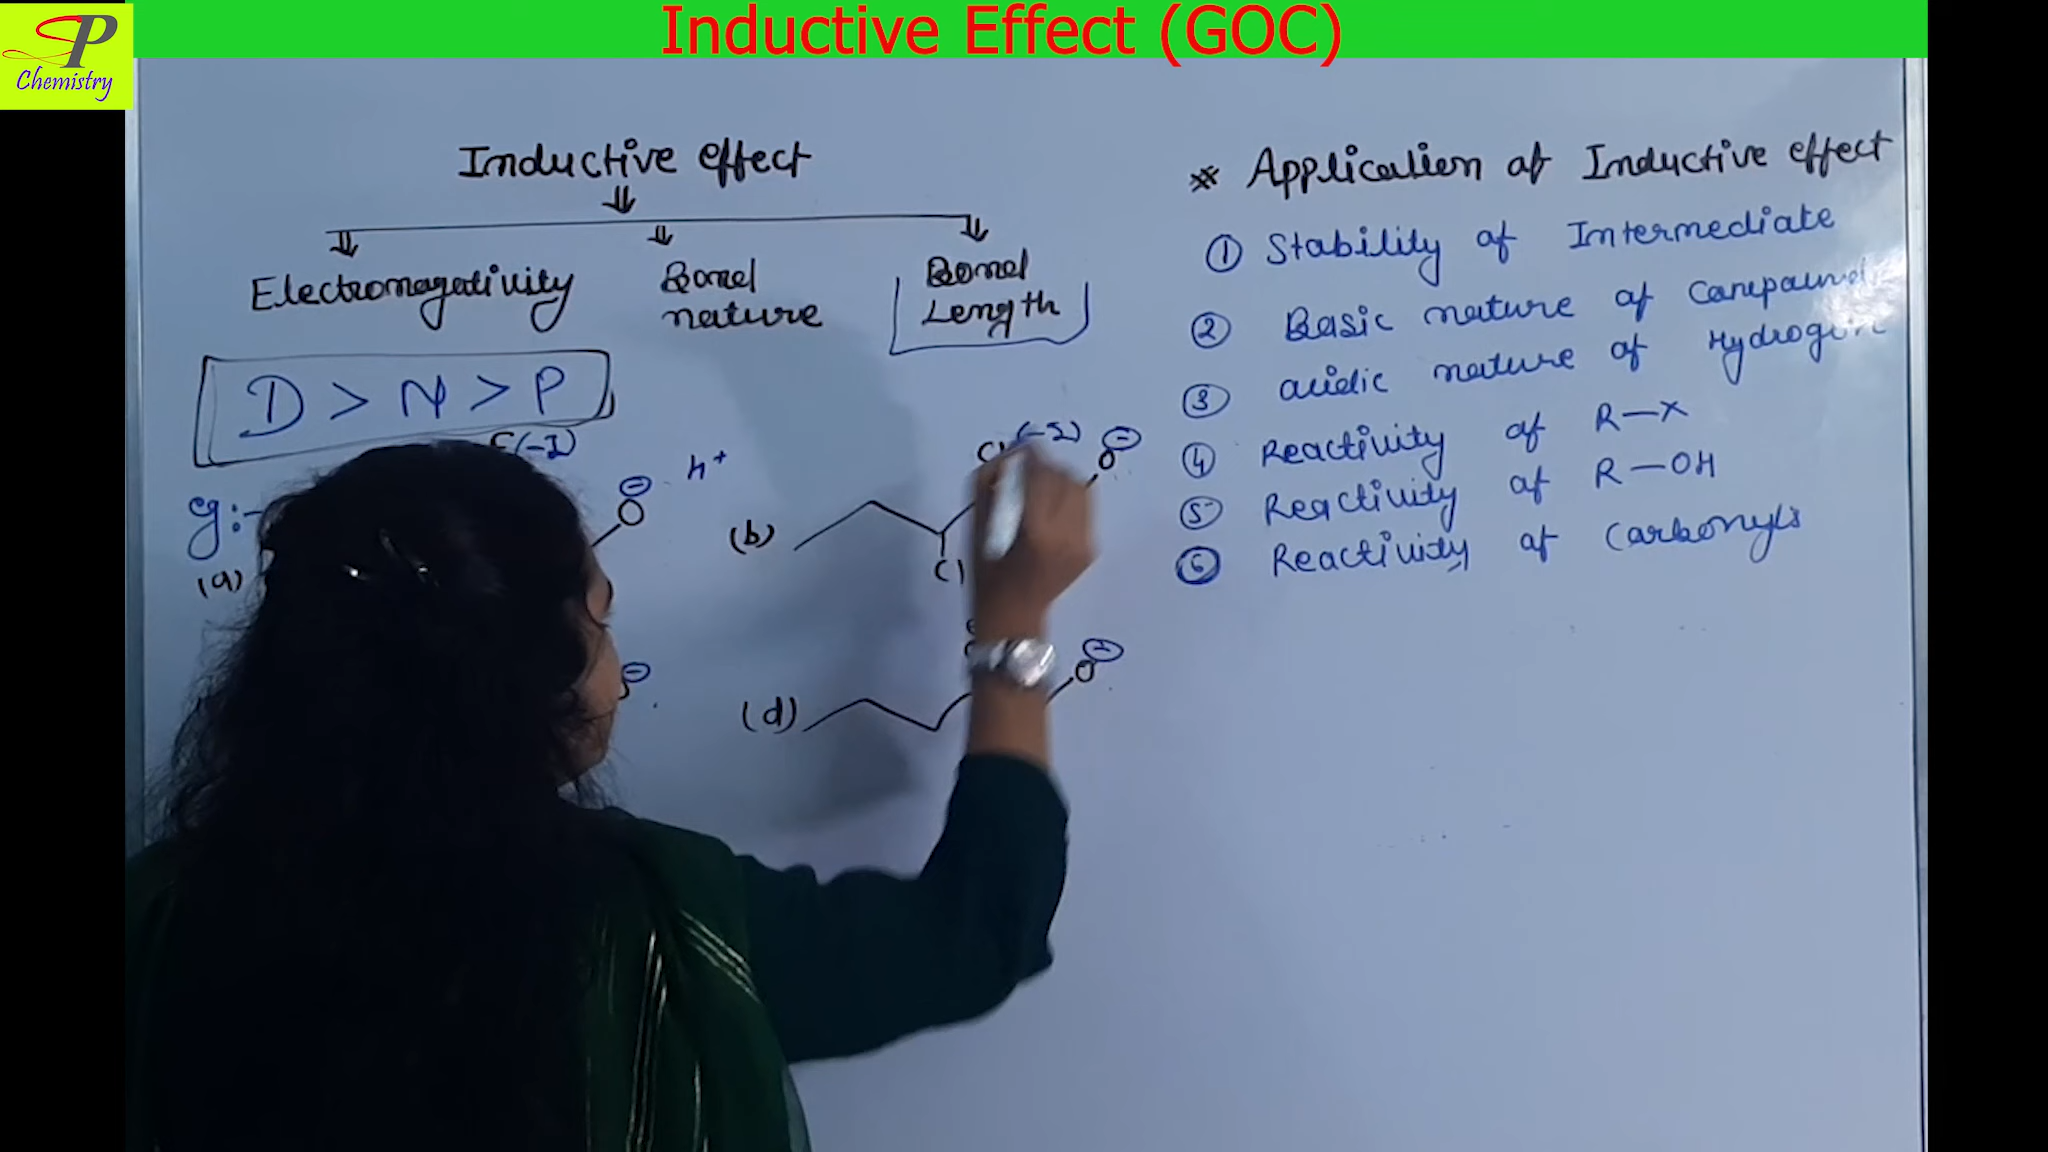 Inductive Effect (GOC)
SP
Chemistry
Inductive effect
Electronegativity
Bond
nature
Bond
Length
D > N > P
(-I)
eg:-
(a)
O
h+
(b)
Cl
(-I)
O
Cl
(d)
O
* Application of Inductive effect
① Stability of Intermediate
② Basic nature of Compound
③ acidic nature of Hydrogen
④ Reactivity of R-X
⑤ Reactivity of R-OH
⑥ Reactivity of Carbonyls